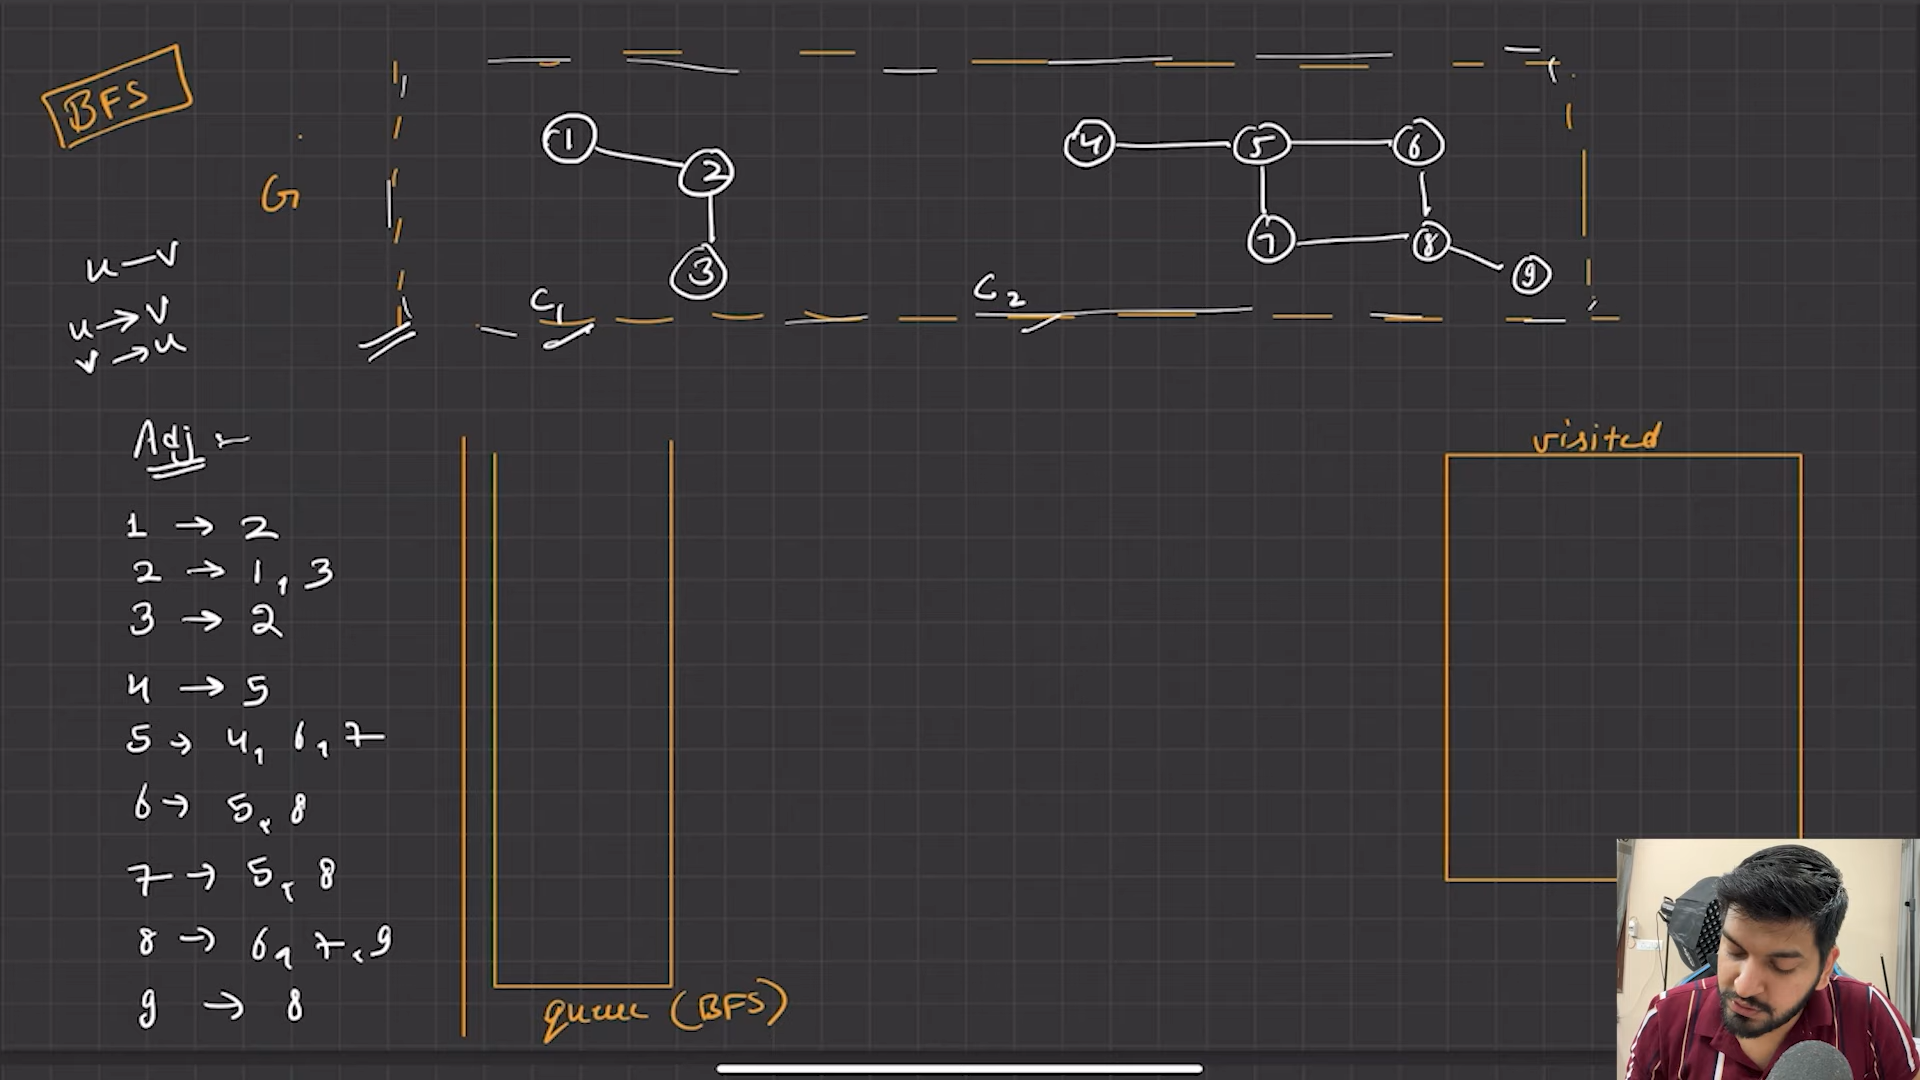 BFS
G
u — v
u → v
v → u
1
2
3
C1
4
5
6
7
8
9
C2
Adj
1 → 2
2 → 1, 3
3 → 2
4 → 5
5 → 4, 6, 7
6 → 5, 8
7 → 5, 8
8 → 6, 7, 9
9 → 8
queue (BFS)
visited